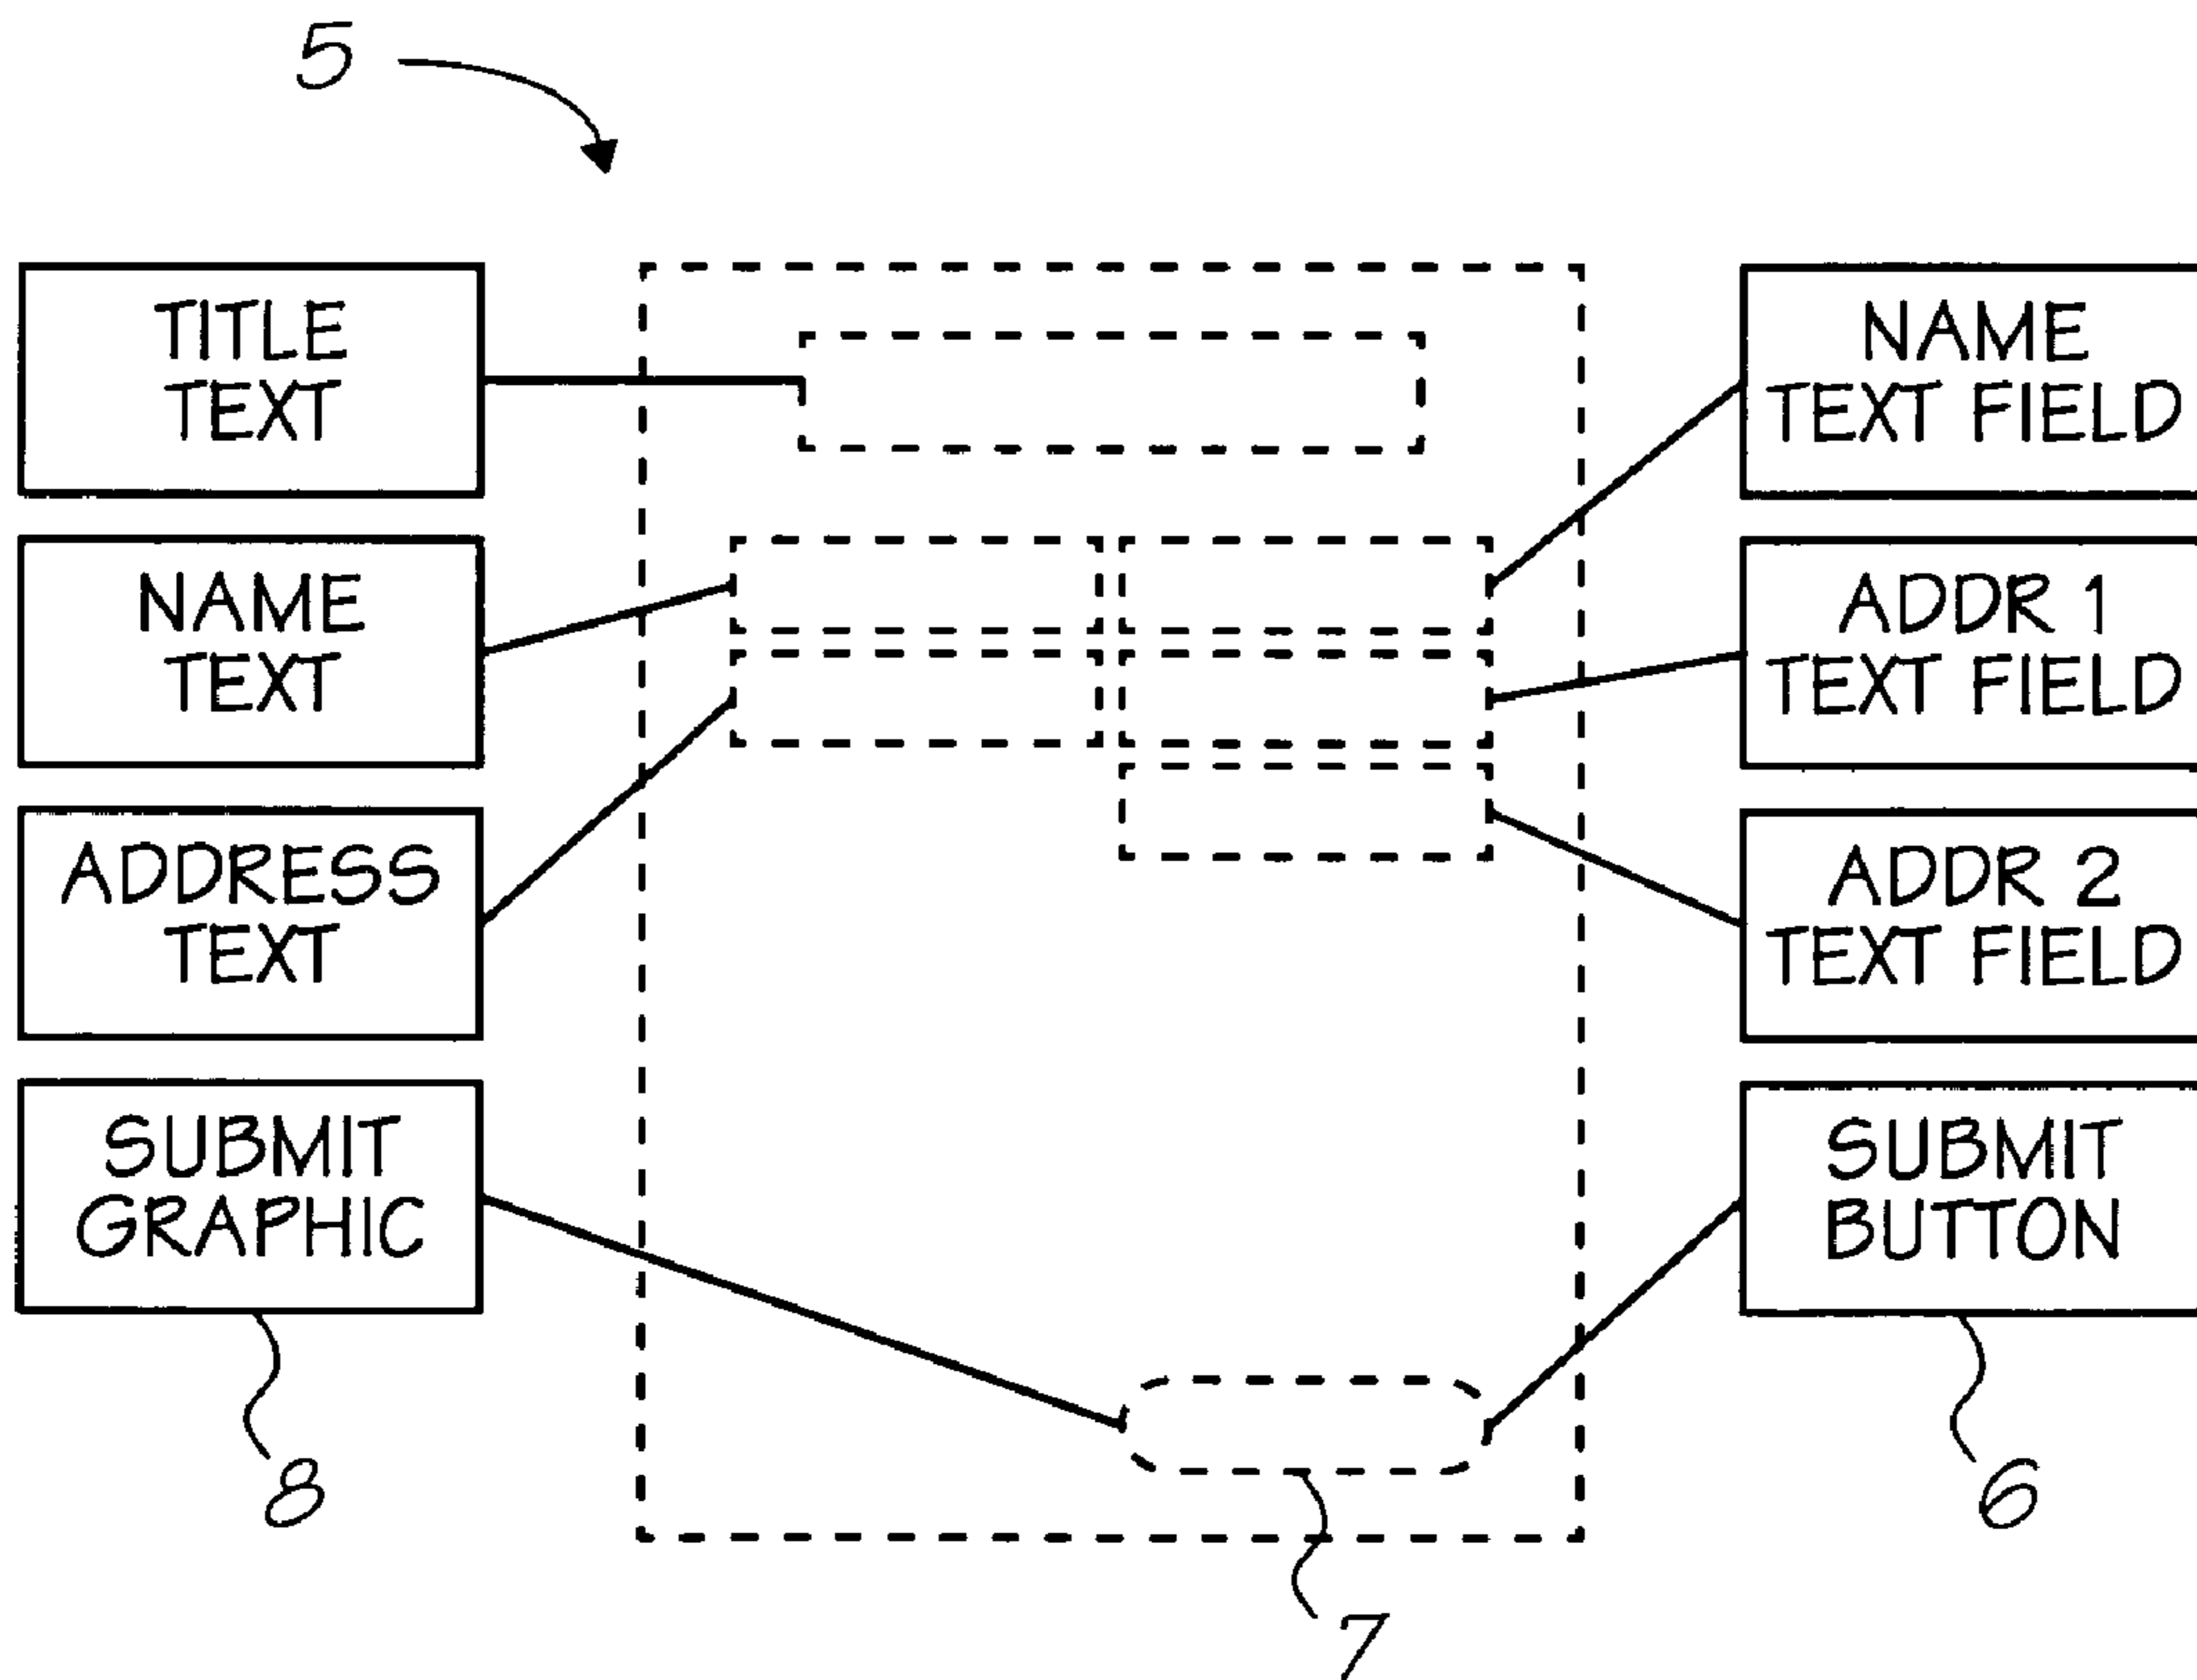 5
TITLE
TEXT
NAME
TEXT
ADDRESS
TEXT
SUBMIT
GRAPHIC
8
NAME
TEXT FIELD
ADDR 1
TEXT FIELD
ADDR 2
TEXT FIELD
SUBMIT
BUTTON
6
7